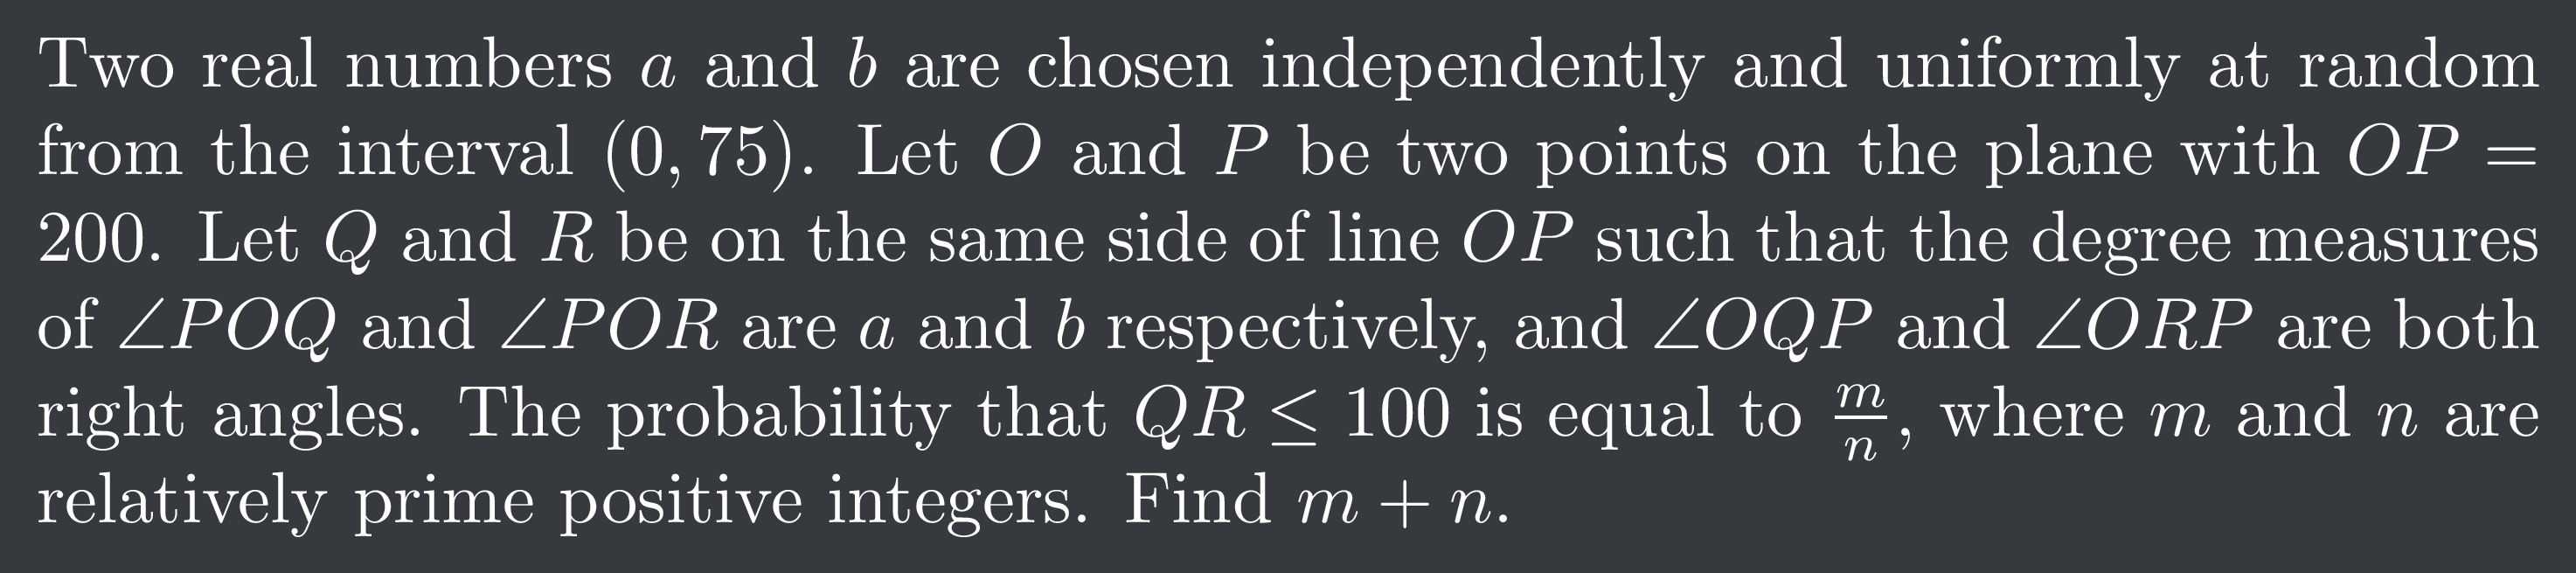 Two real numbers a and b are chosen independently and uniformly at random
from the interval (0, 75). Let O and P be two points on the plane with OP =
200. Let Q and R be on the same side of line OP such that the degree measures
of ∠POQ and ∠POR are a and b respectively, and ∠OQP and ∠ORP are both
right angles. The probability that QR ≤ 100 is equal to m/n, where m and n are
relatively prime positive integers. Find m + n.